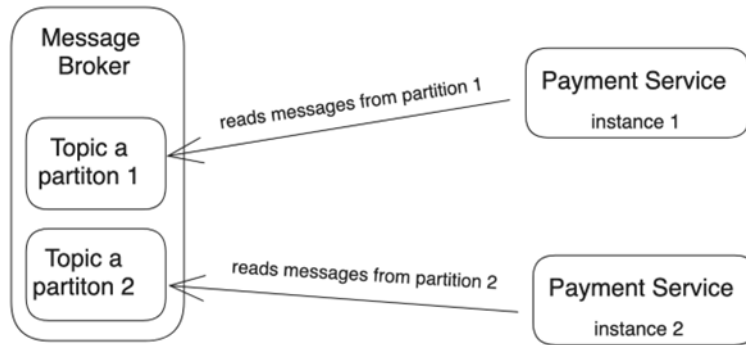 Message
Broker
Topic a
partiton 1
Topic a
partiton 2
reads messages from partition 1
reads messages from partition 2
Payment Service
instance 1
Payment Service
instance 2